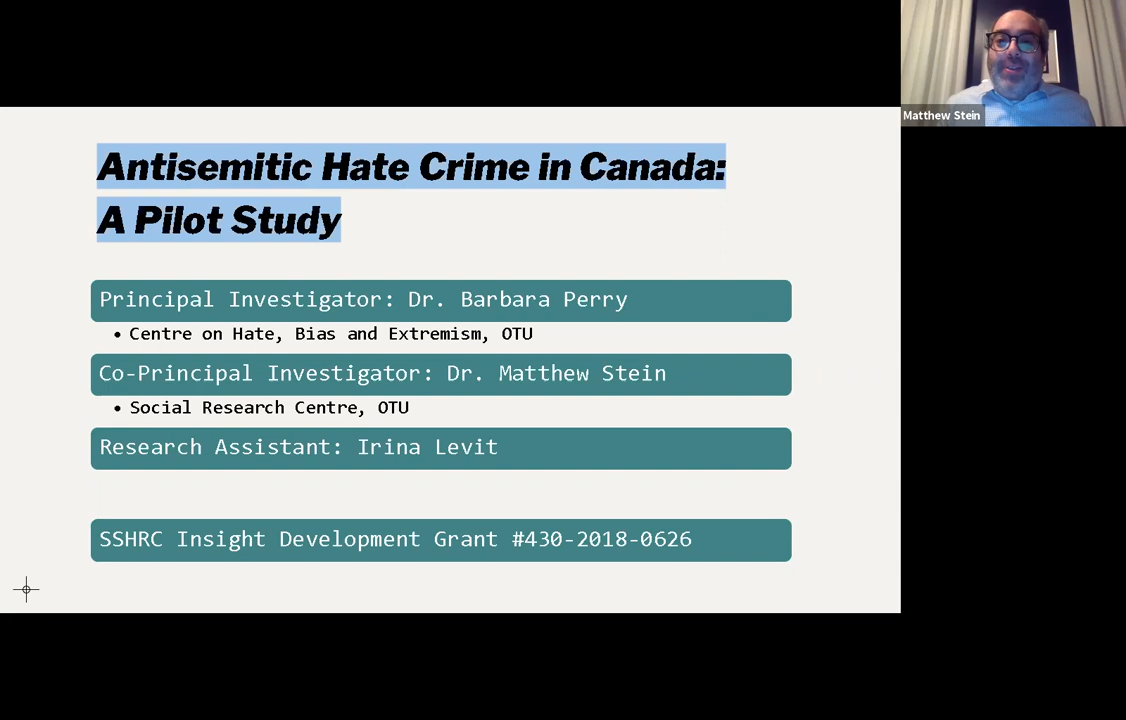 Matthew Stein
Antisemitic Hate Crime in Canada:
A Pilot Study
Principal Investigator: Dr. Barbara Perry
• Centre on Hate, Bias and Extremism, OTU
Co-Principal Investigator: Dr. Matthew Stein
• Social Research Centre, OTU
Research Assistant: Irina Levit
SSHRC Insight Development Grant #430-2018-0626